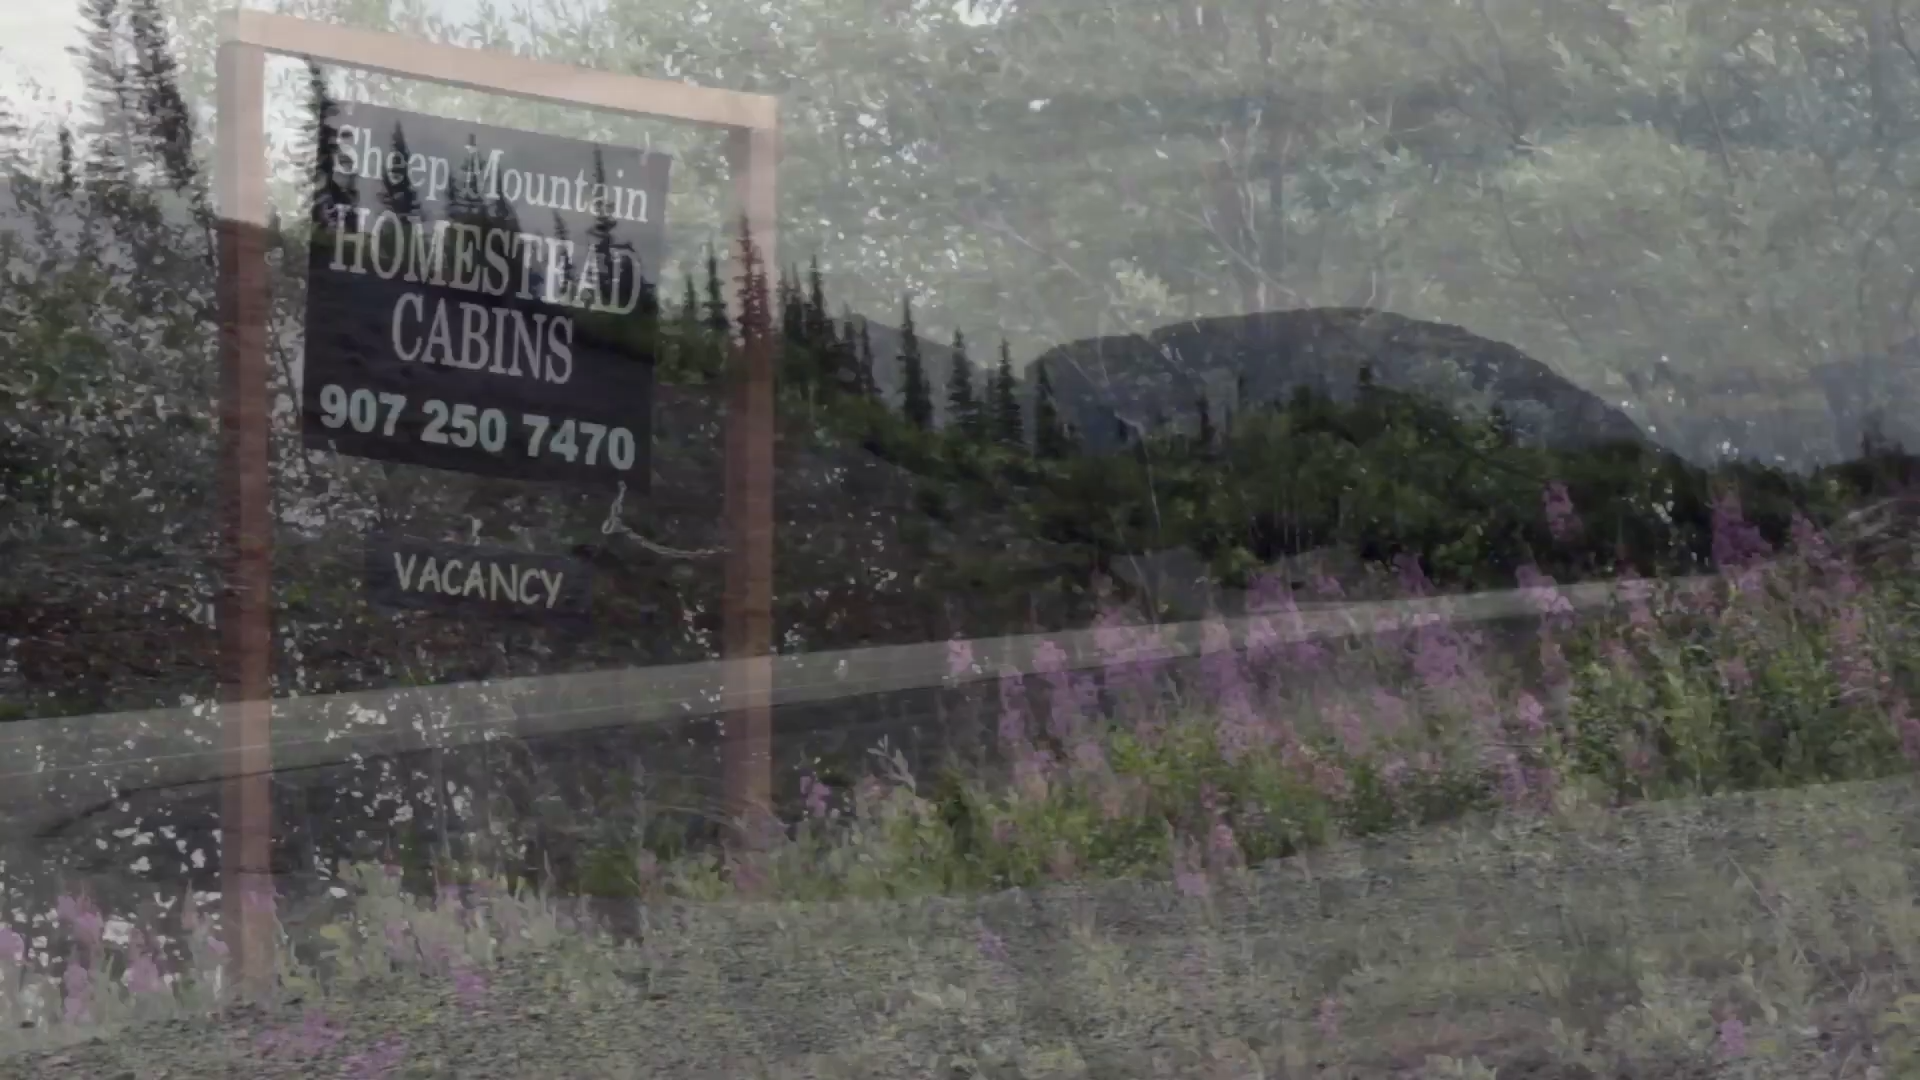 Sheep Mountain
HOMESTEAD
CABINS
907 250 7470
VACANCY